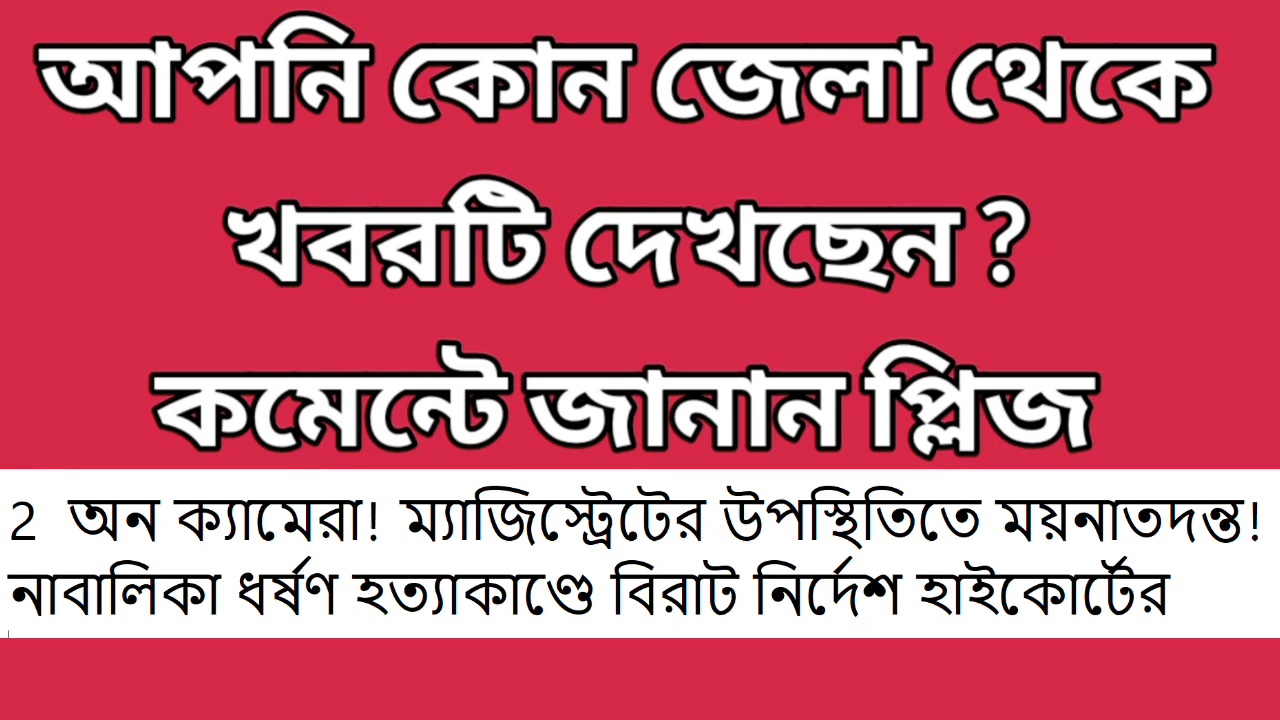 আপনি কোন জেলা থেকে
খবরটি দেখছেন ?
কমেন্টে জানান প্লিজ
2 অন ক্যামেরা! ম্যাজিস্ট্রেটের উপস্থিতিতে ময়নাতদন্ত!
নাবালিকা ধর্ষণ হত্যাকাণ্ডে বিরাট নির্দেশ হাইকোর্টের